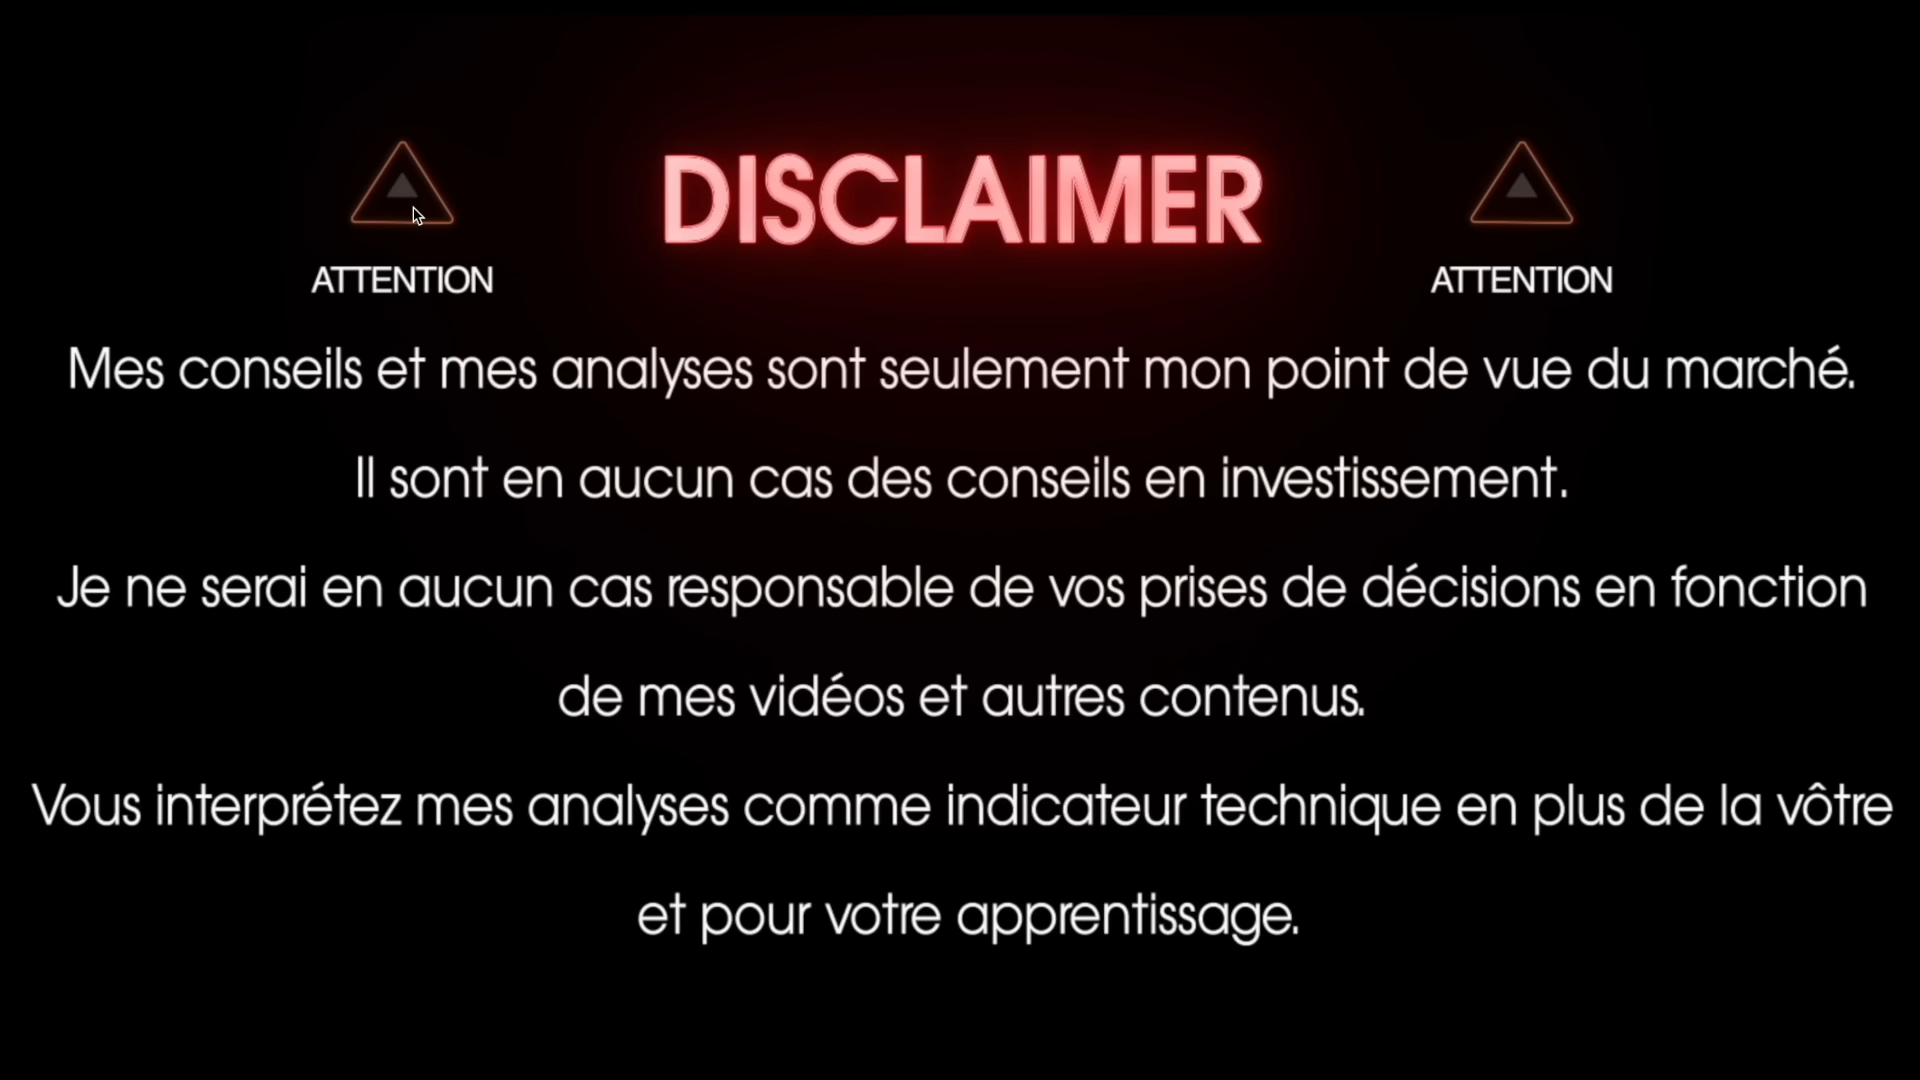 DISCLAIMER
ATTENTION
ATTENTION
Mes conseils et mes analyses sont seulement mon point de vue du marché.
Il sont en aucun cas des conseils en investissement.
Je ne serai en aucun cas responsable de vos prises de décisions en fonction
de mes vidéos et autres contenus.
Vous interprétez mes analyses comme indicateur technique en plus de la vôtre
et pour votre apprentissage.